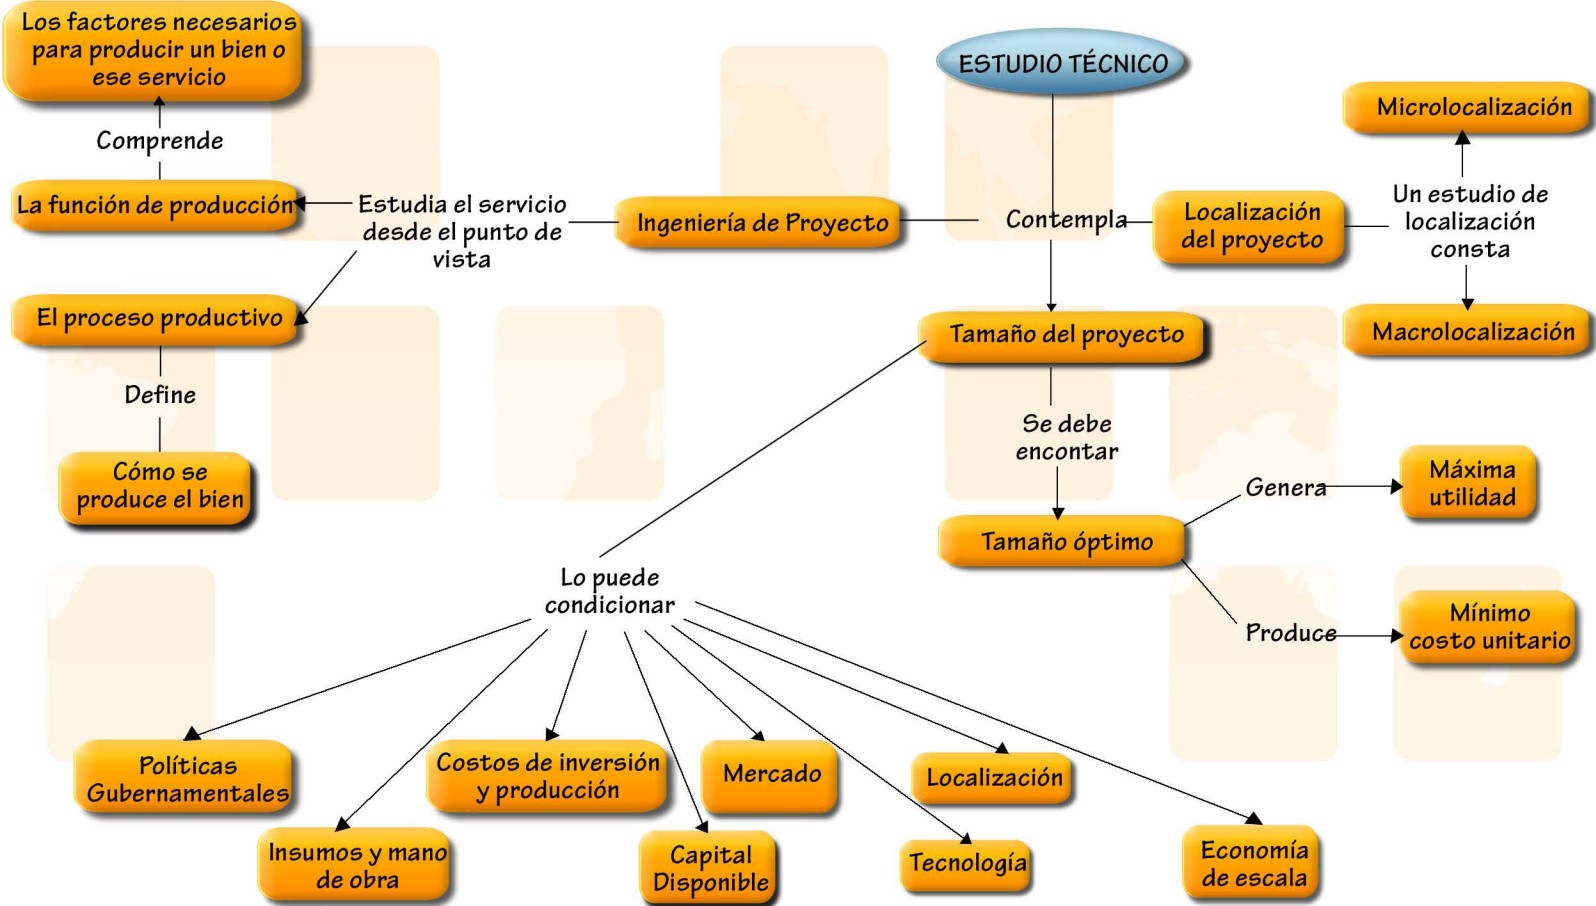 Los factores necesarios
para producir un bien o
ese servicio
Comprende
La función de producción
Estudia el servicio
desde el punto de
vista
Ingeniería de Proyecto
El proceso productivo
Define
Cómo se
produce el bien
ESTUDIO TÉCNICO
Contempla
Localización
del proyecto
Un estudio de
localización
consta
Microlocalización
Macrolocalización
Tamaño del proyecto
Se debe
encontar
Tamaño óptimo
Genera
Máxima
utilidad
Produce
Mínimo
costo unitario
Lo puede
condicionar
Políticas
Gubernamentales
Insumos y mano
de obra
Costos de inversión
y producción
Capital
Disponible
Mercado
Tecnología
Localización
Economía
de escala